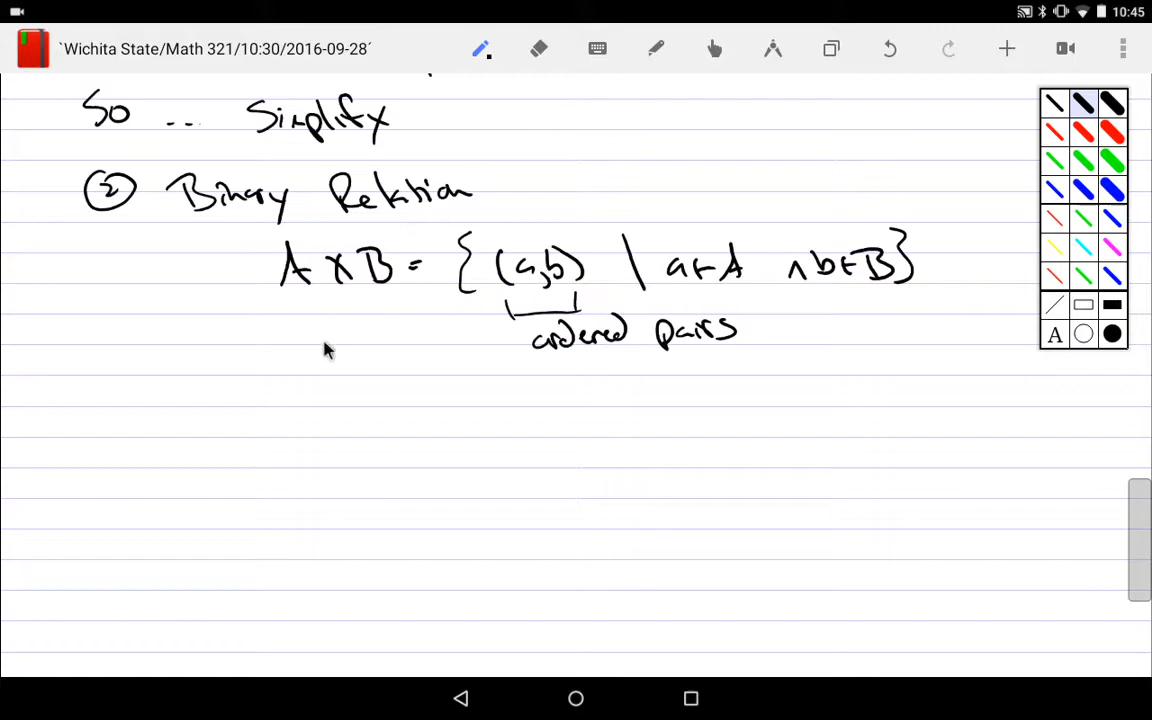 10:45
`Wichita State/Math 321/10:30/2016-09-28´
So ... Simplify
② Binary Relation
A × B = { (a,b) | a ∈ A ∧ b ∈ B }
ordered pairs
A